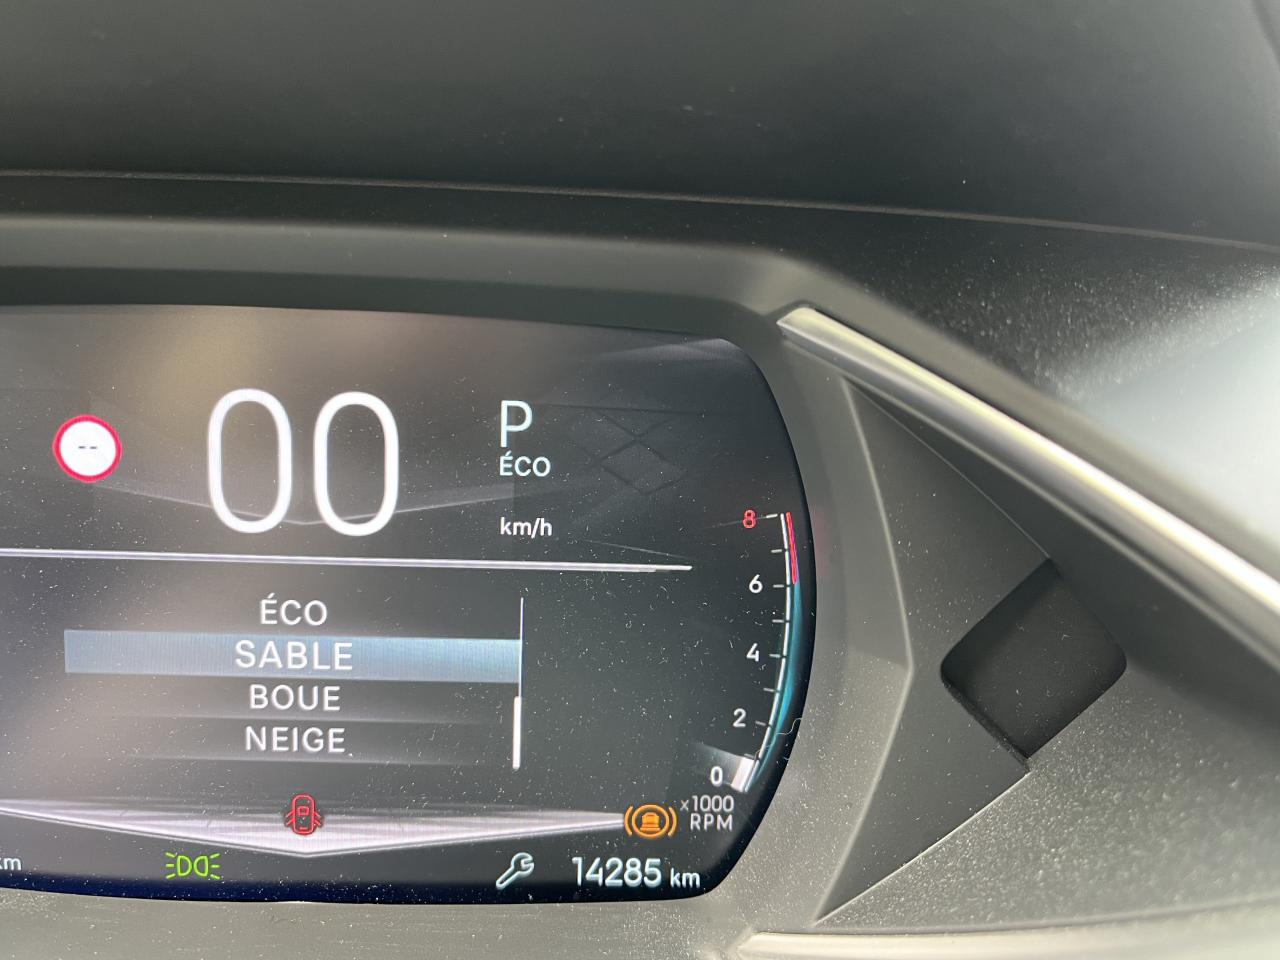 --
00
P
ÉCO
km/h
ÉCO
SABLE
BOUE
NEIGE
8
6
4
2
0
x1000
RPM
km
14285 km